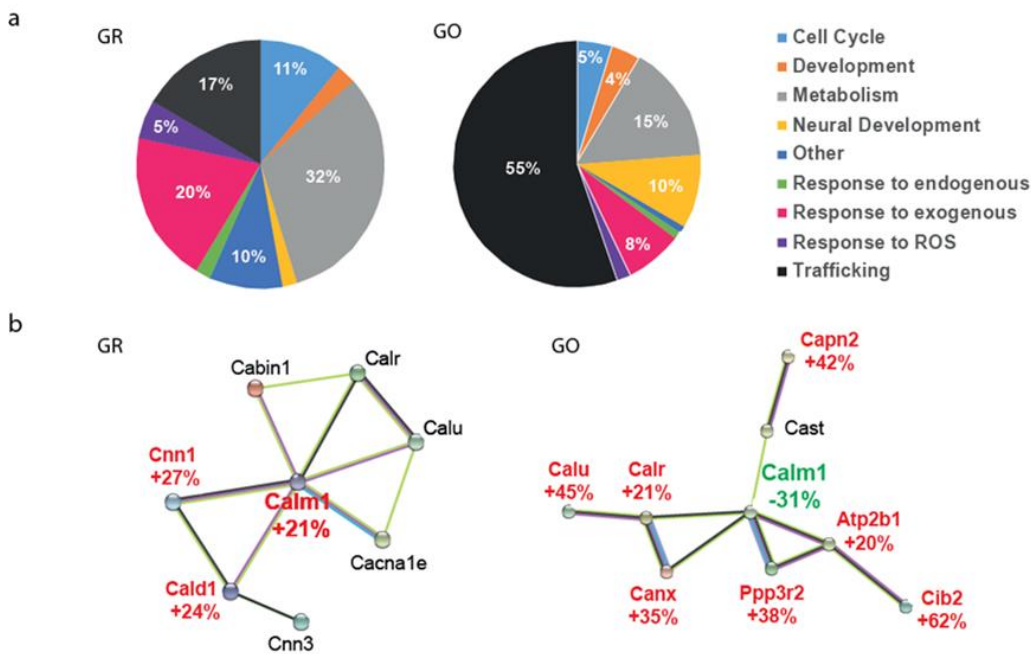 a
GR
GO
11%
32%
10%
20%
5%
17%
5%
4%
15%
10%
8%
55%
Cell Cycle
Development
Metabolism
Neural Development
Other
Response to endogenous
Response to exogenous
Response to ROS
Trafficking
b
GR
Cabin1
Calr
Calu
Cnn1
+27%
Calm1
+21%
Cacna1e
Cald1
+24%
Cnn3
GO
Capn2
+42%
Cast
Calm1
-31%
Calu
+45%
Calr
+21%
Atp2b1
+20%
Canx
+35%
Ppp3r2
+38%
Cib2
+62%